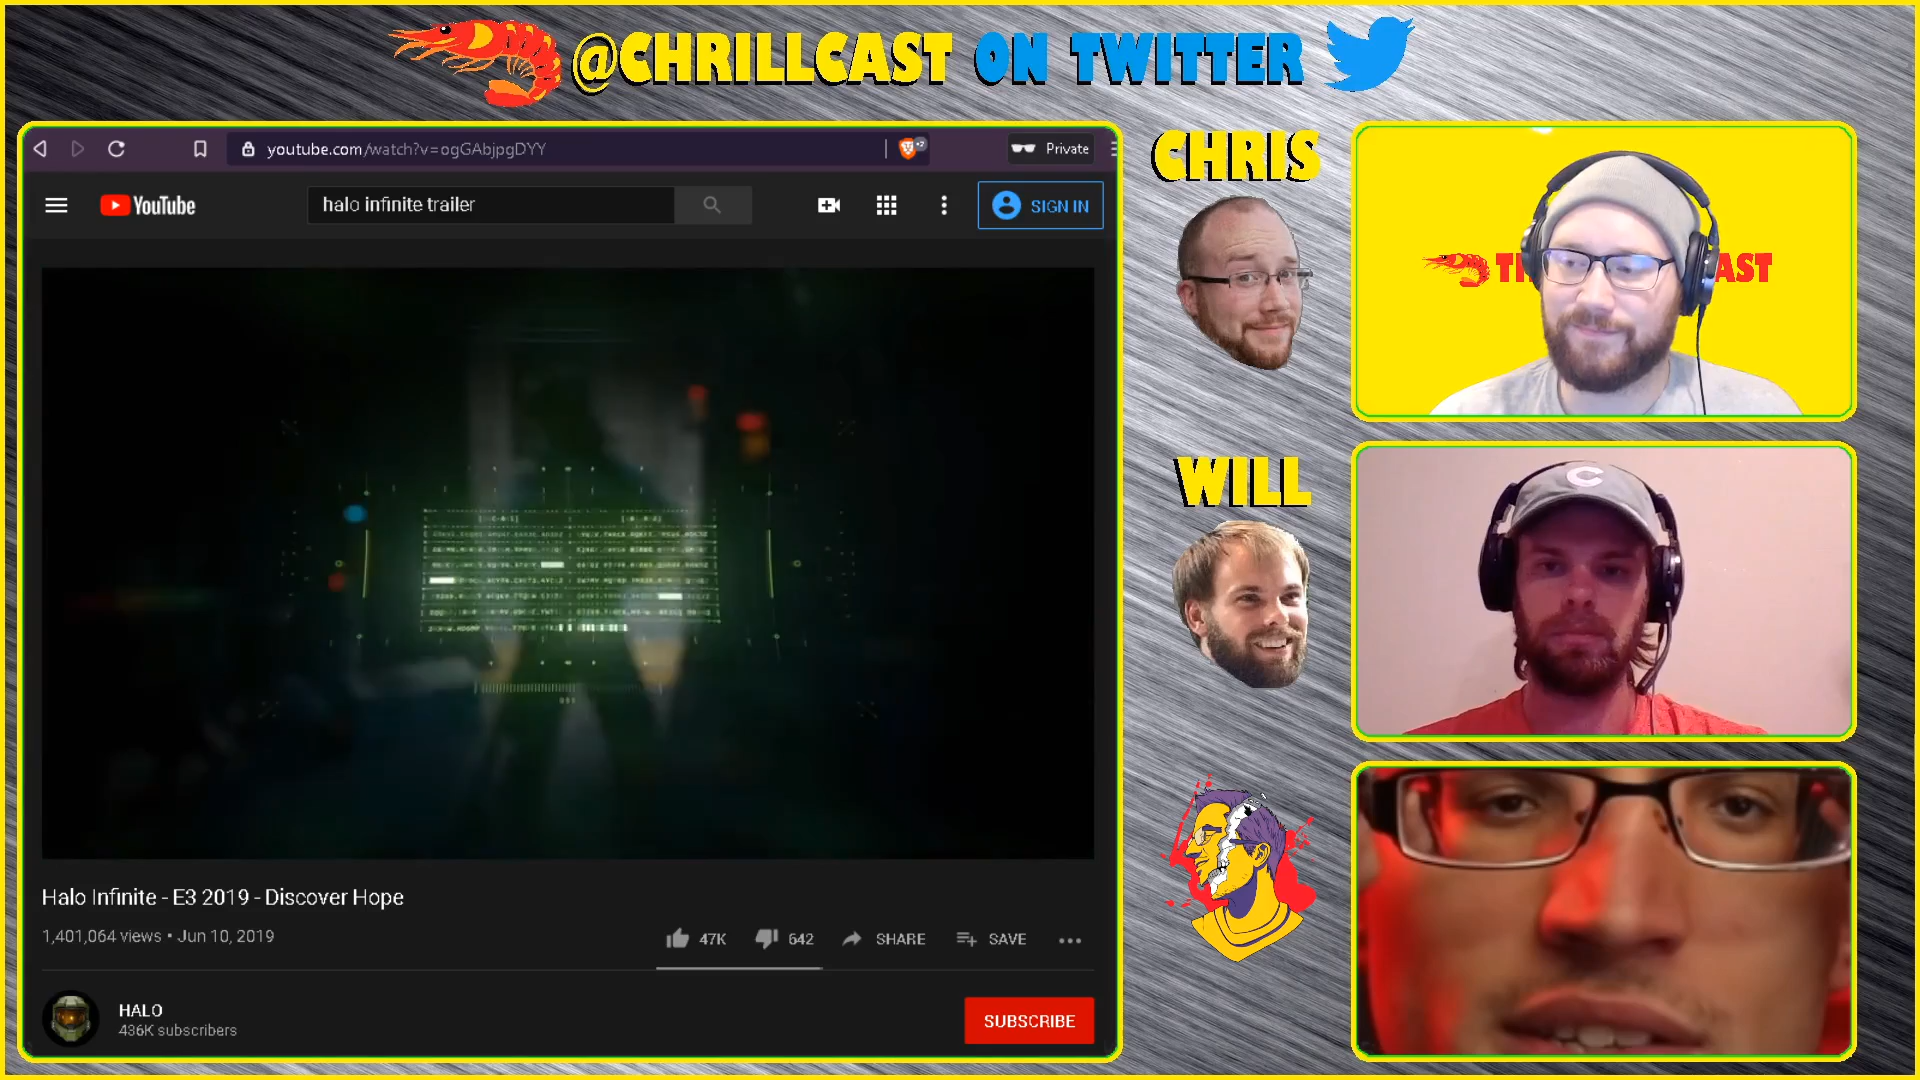 @CHRILLCAST ON TWITTER
youtube.com/watch?v=ogGAbjpgDYY
Private
YouTube
halo infinite trailer
SIGN IN
Halo Infinite - E3 2019 - Discover Hope
1,401,064 views • Jun 10, 2019
47K
642
SHARE
SAVE
HALO
436K subscribers
SUBSCRIBE
CHRIS
AST
WILL
C